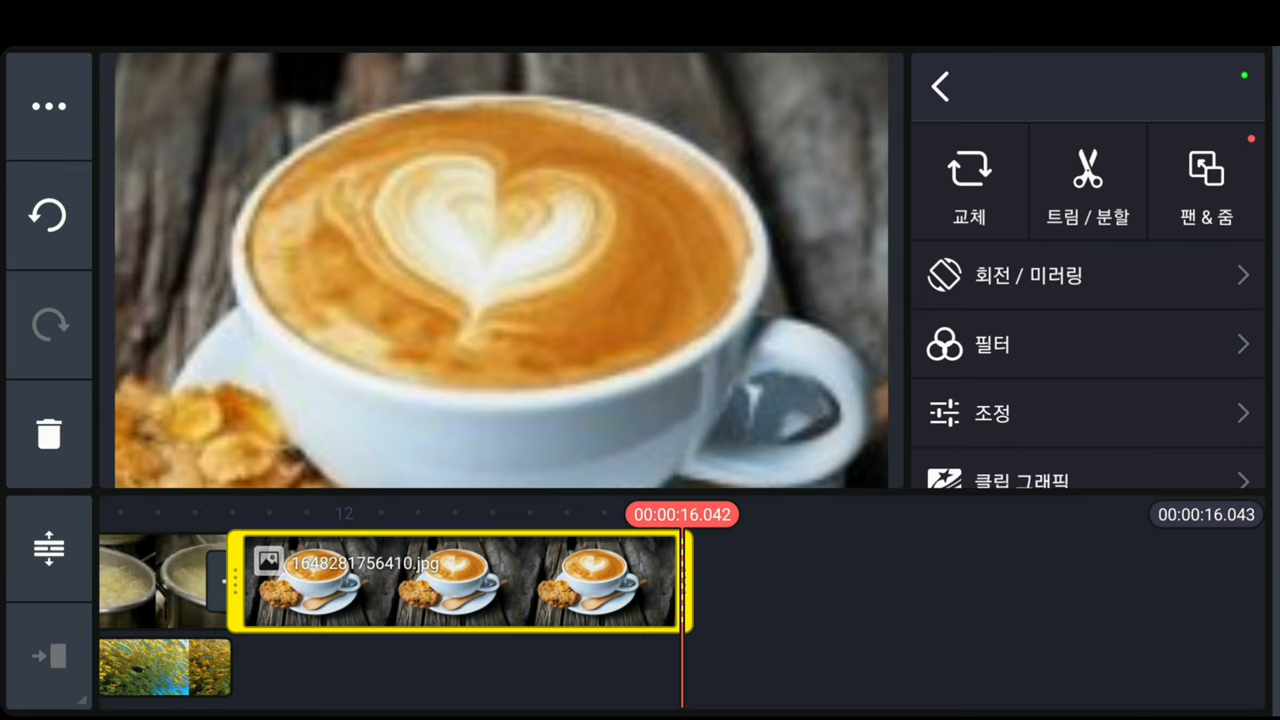 교체
트림 / 분할
팬 & 줌
회전 / 미러링
필터
조정
클립 그래픽
12
00:00:16.042
00:00:16.043
1648281756410.jpg